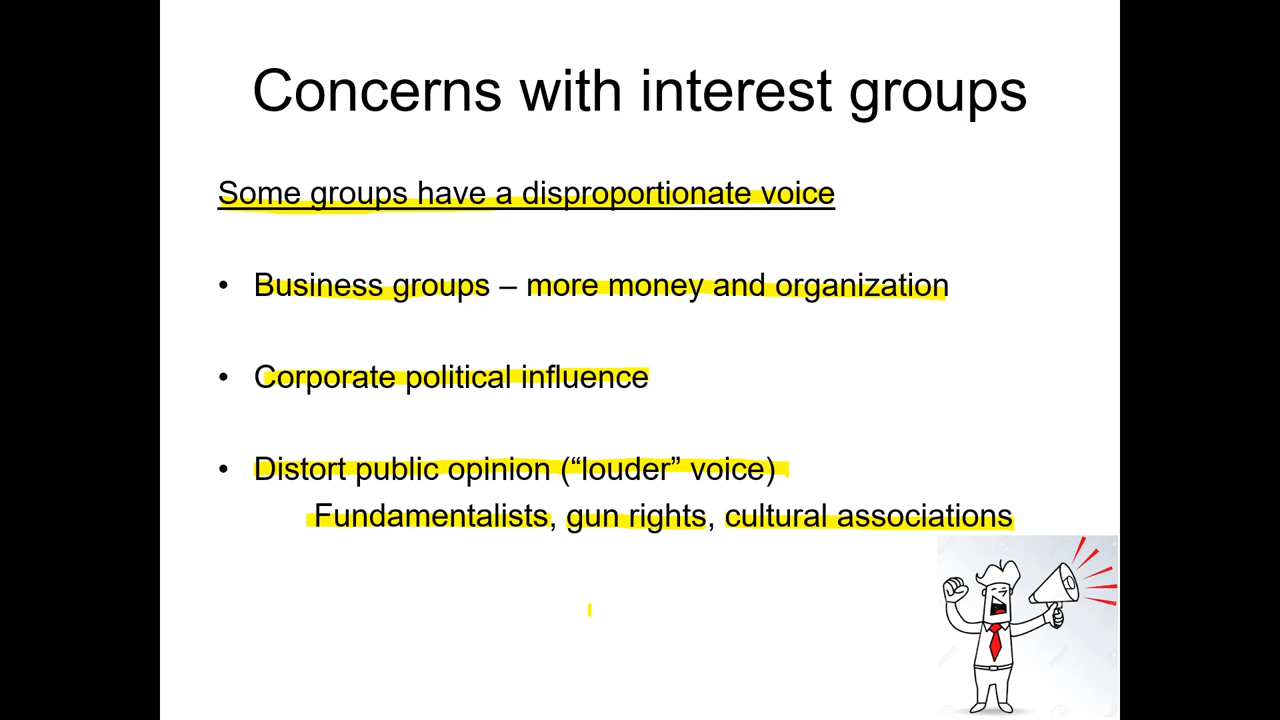 Concerns with interest groups
Some groups have a disproportionate voice
• Business groups – more money and organization
• Corporate political influence
• Distort public opinion (“louder” voice)
Fundamentalists, gun rights, cultural associations